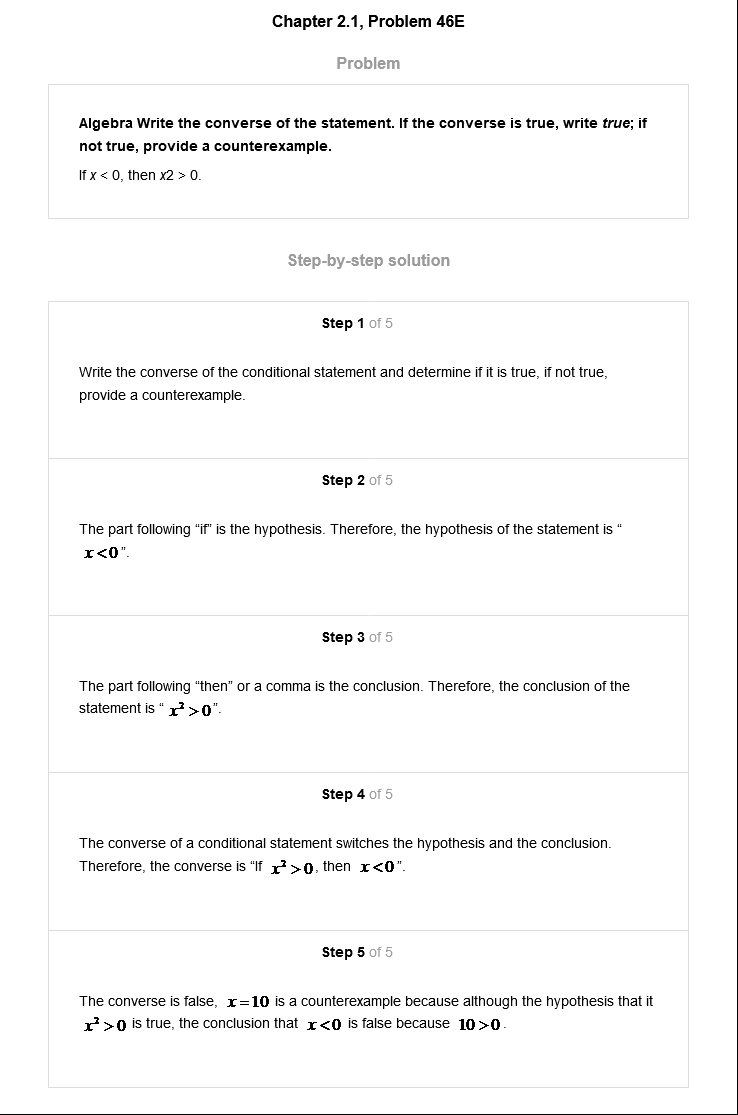 Chapter 2.1, Problem 46E
Problem
Algebra Write the converse of the statement. If the converse is true, write true; if
not true, provide a counterexample.
If x < 0, then x2 > 0.
Step-by-step solution
Step 1 of 5
Write the converse of the conditional statement and determine if it is true, if not true,
provide a counterexample.
Step 2 of 5
The part following “if” is the hypothesis. Therefore, the hypothesis of the statement is “
x<0”.
Step 3 of 5
The part following “then” or a comma is the conclusion. Therefore, the conclusion of the
statement is “ x²>0”.
Step 4 of 5
The converse of a conditional statement switches the hypothesis and the conclusion.
Therefore, the converse is “If x²>0, then x<0”.
Step 5 of 5
The converse is false, x=10 is a counterexample because although the hypothesis that it
x²>0 is true, the conclusion that x<0 is false because 10>0.